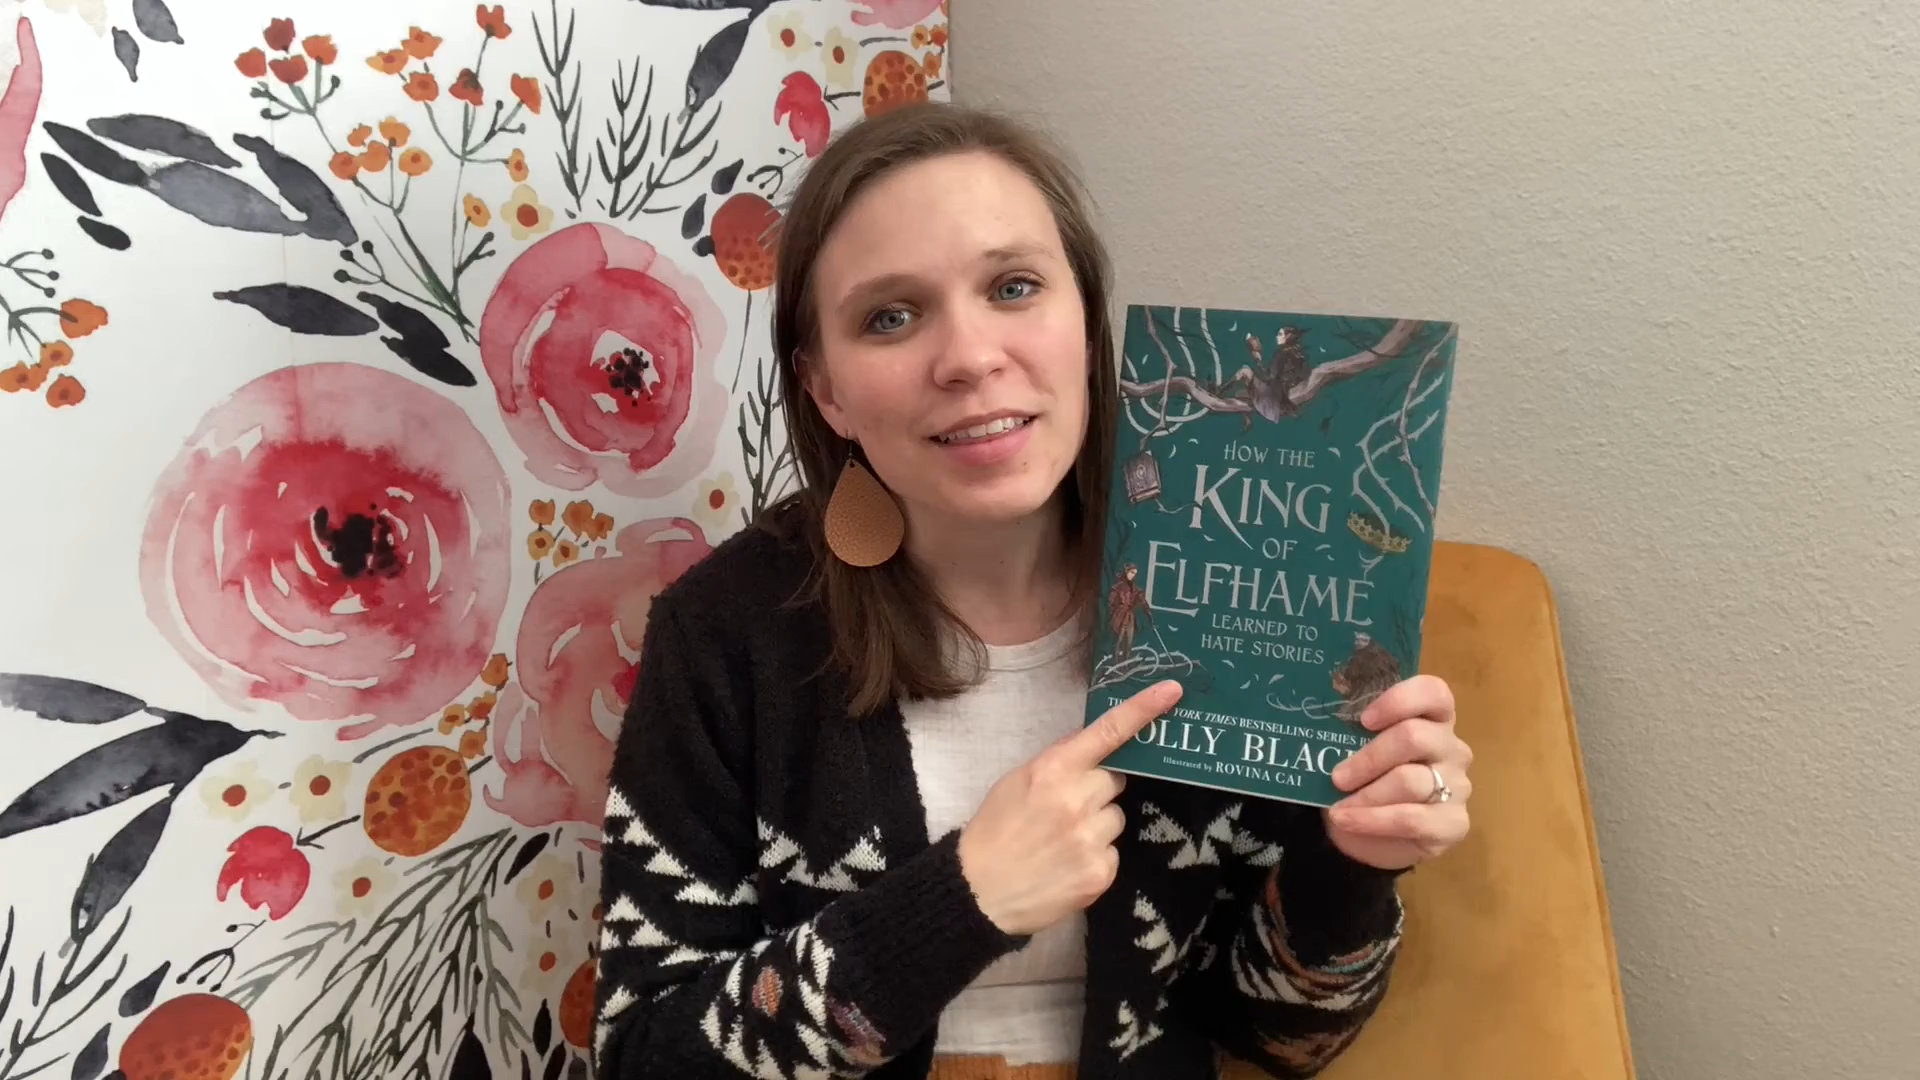 HOW THE
KING
OF
ELFHAME
LEARNED TO
HATE STORIES
YORK TIMES BESTSELLING SERIES
OLLY BLAC
Illustrated by ROVINA CAI